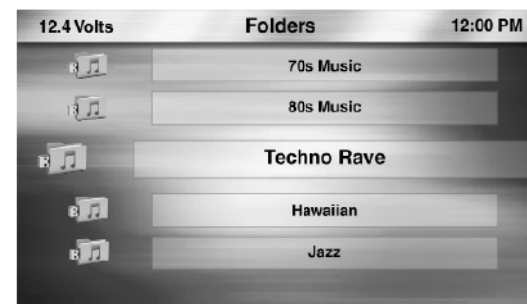 12.4 Volts Folders 12:00 PM
70s Music
80s Music
Techno Rave
Hawaiian
Jazz